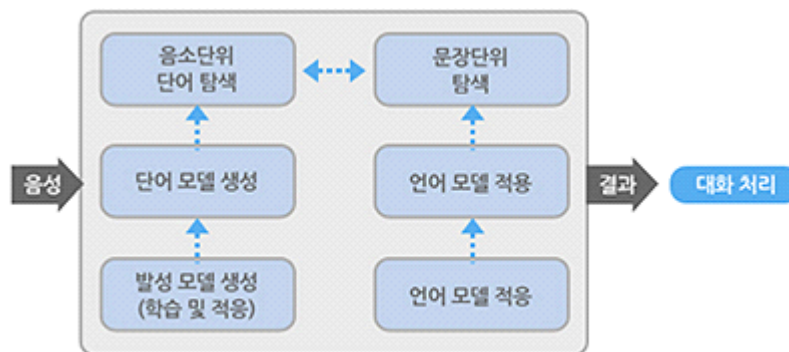 음소단위
단어 탐색
문장단위
탐색
음성
단어 모델 생성
언어 모델 적용
결과
대화 처리
발성 모델 생성
(학습 및 적응)
언어 모델 적응